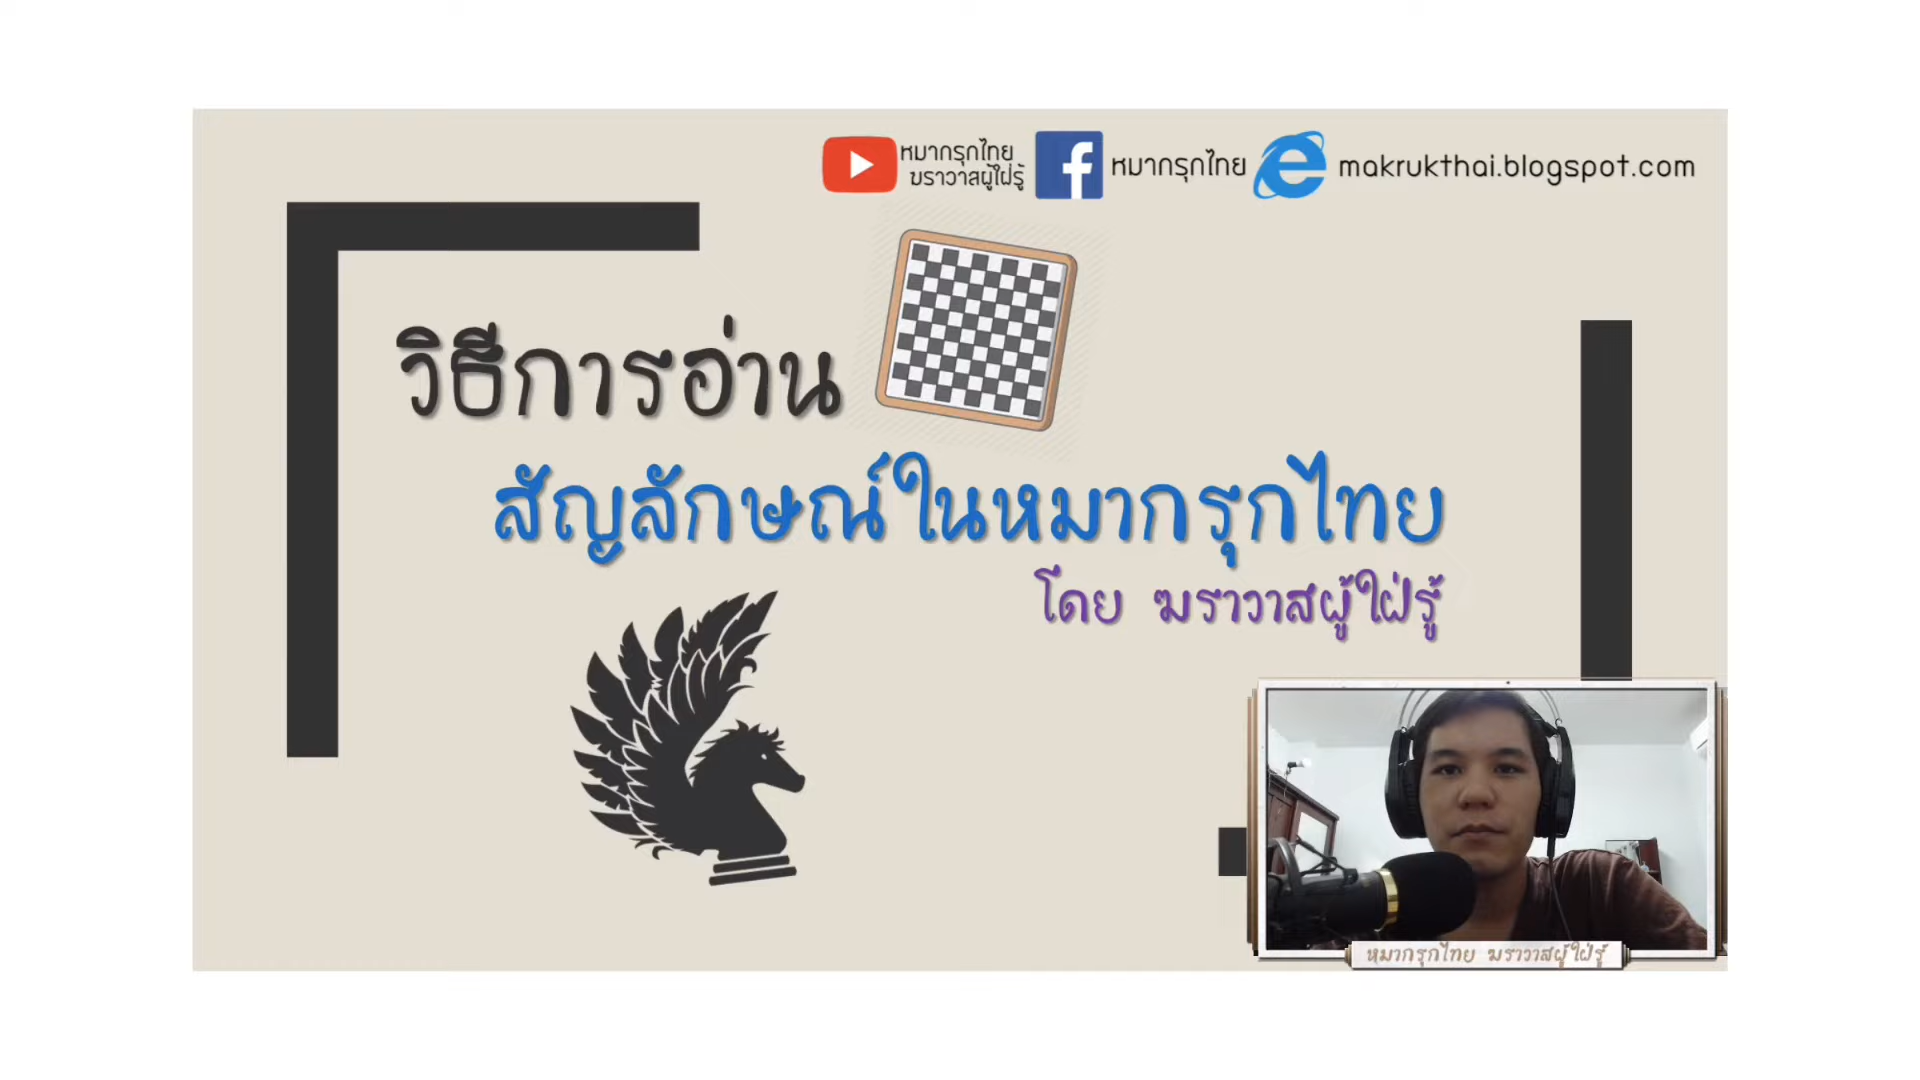 หมากรุกไทย
ฆราวาสผู้ใฝ่รู้
หมากรุกไทย
makrukthai.blogspot.com
วิธีการอ่าน
สัญลักษณ์ในหมากรุกไทย
โดย ฆราวาสผู้ใฝ่รู้
หมากรุกไทย ฆราวาสผู้ใฝ่รู้